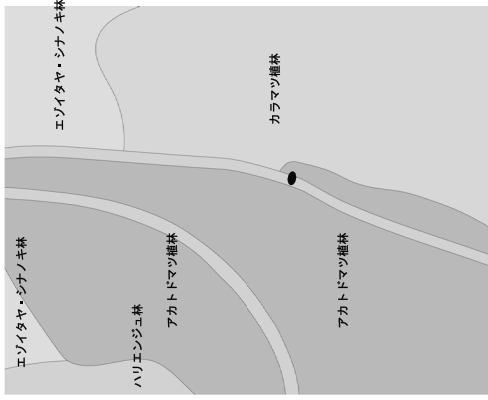 エゾイタヤ・シナノキ林
カラマツ植林
エゾイタヤ・シナノキ林
アカトドマツ植林
アカトドマツ植林
ハリエンジュ林